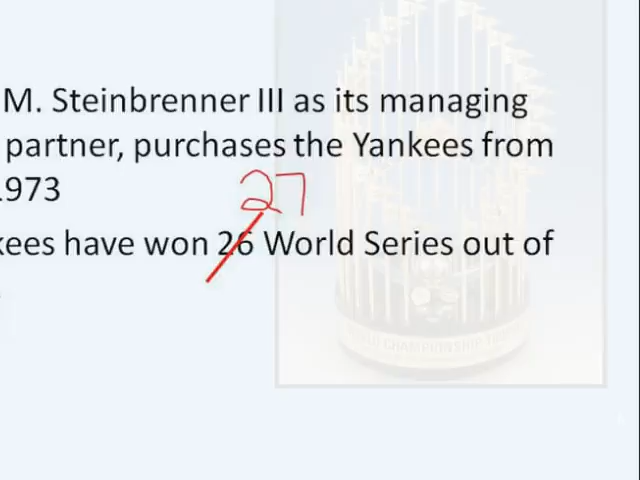 M. Steinbrenner III as its managing
partner, purchases the Yankees from
1973
27
kees have won 26 World Series out of